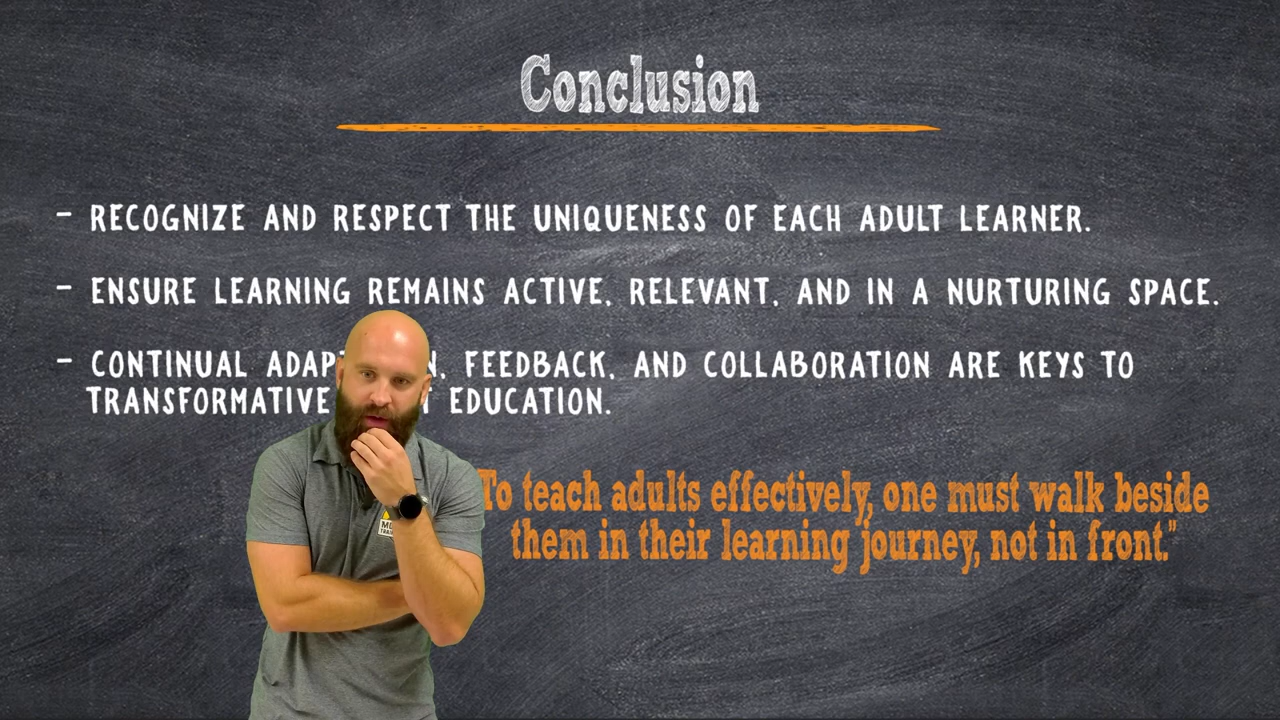 Conclusion
- RECOGNIZE AND RESPECT THE UNIQUENESS OF EACH ADULT LEARNER.
- ENSURE LEARNING REMAINS ACTIVE, RELEVANT, AND IN A NURTURING SPACE.
- CONTINUAL FEEDBACK, AND COLLABORATION ARE KEYS TO
TRANSFORMATIVE EDUCATION.
To teach adults effectively, one must walk beside
them in their learning journey, not in front."